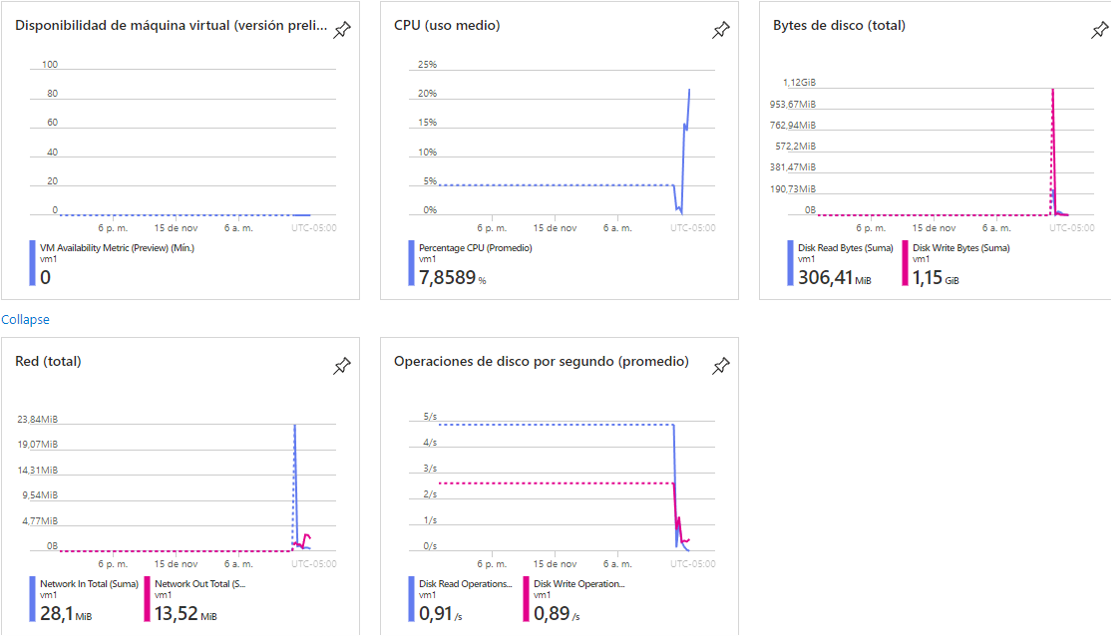 Disponibilidad de máquina virtual (versión preli...
100
80
60
40
20
0
6 p. m. 15 de nov 6 a. m. UTC-05:00
VM Availability Metric (Preview) (Mín.)
vm1
0
CPU (uso medio)
25%
20%
15%
10%
5%
0%
6 p. m. 15 de nov 6 a. m. UTC-05:00
Percentage CPU (Promedio)
vm1
7,8589 %
Bytes de disco (total)
1,12GiB
953,67MiB
762,94MiB
572,2MiB
381,47MiB
190,73MiB
0B
6 p. m. 15 de nov 6 a. m. UTC-05:00
Disk Read Bytes (Suma) Disk Write Bytes (Suma)
vm1 vm1
306,41 MiB 1,15 GiB
Collapse
Red (total)
23,84MiB
19,07MiB
14,31MiB
9,54MiB
4,77MiB
0B
6 p. m. 15 de nov 6 a. m. UTC-05:00
Network In Total (Suma) Network Out Total (S...
vm1 vm1
28,1 MiB 13,52 MiB
Operaciones de disco por segundo (promedio)
5/s
4/s
3/s
2/s
1/s
0/s
6 p. m. 15 de nov 6 a. m. UTC-05:00
Disk Read Operations... Disk Write Operation...
vm1 vm1
0,91 /s 0,89 /s